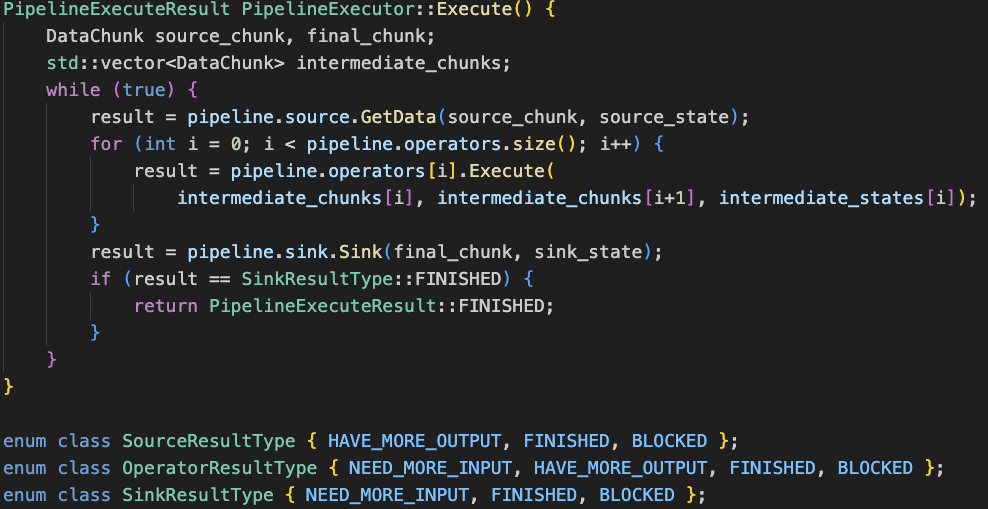 PipelineExecuteResult PipelineExecutor::Execute() {
    DataChunk source_chunk, final_chunk;
    std::vector<DataChunk> intermediate_chunks;
    while (true) {
        result = pipeline.source.GetData(source_chunk, source_state);
        for (int i = 0; i < pipeline.operators.size(); i++) {
            result = pipeline.operators[i].Execute(
                intermediate_chunks[i], intermediate_chunks[i+1], intermediate_states[i]);
        }
        result = pipeline.sink.Sink(final_chunk, sink_state);
        if (result == SinkResultType::FINISHED) {
            return PipelineExecuteResult::FINISHED;
        }
    }
}

enum class SourceResultType { HAVE_MORE_OUTPUT, FINISHED, BLOCKED };
enum class OperatorResultType { NEED_MORE_INPUT, HAVE_MORE_OUTPUT, FINISHED, BLOCKED };
enum class SinkResultType { NEED_MORE_INPUT, FINISHED, BLOCKED };